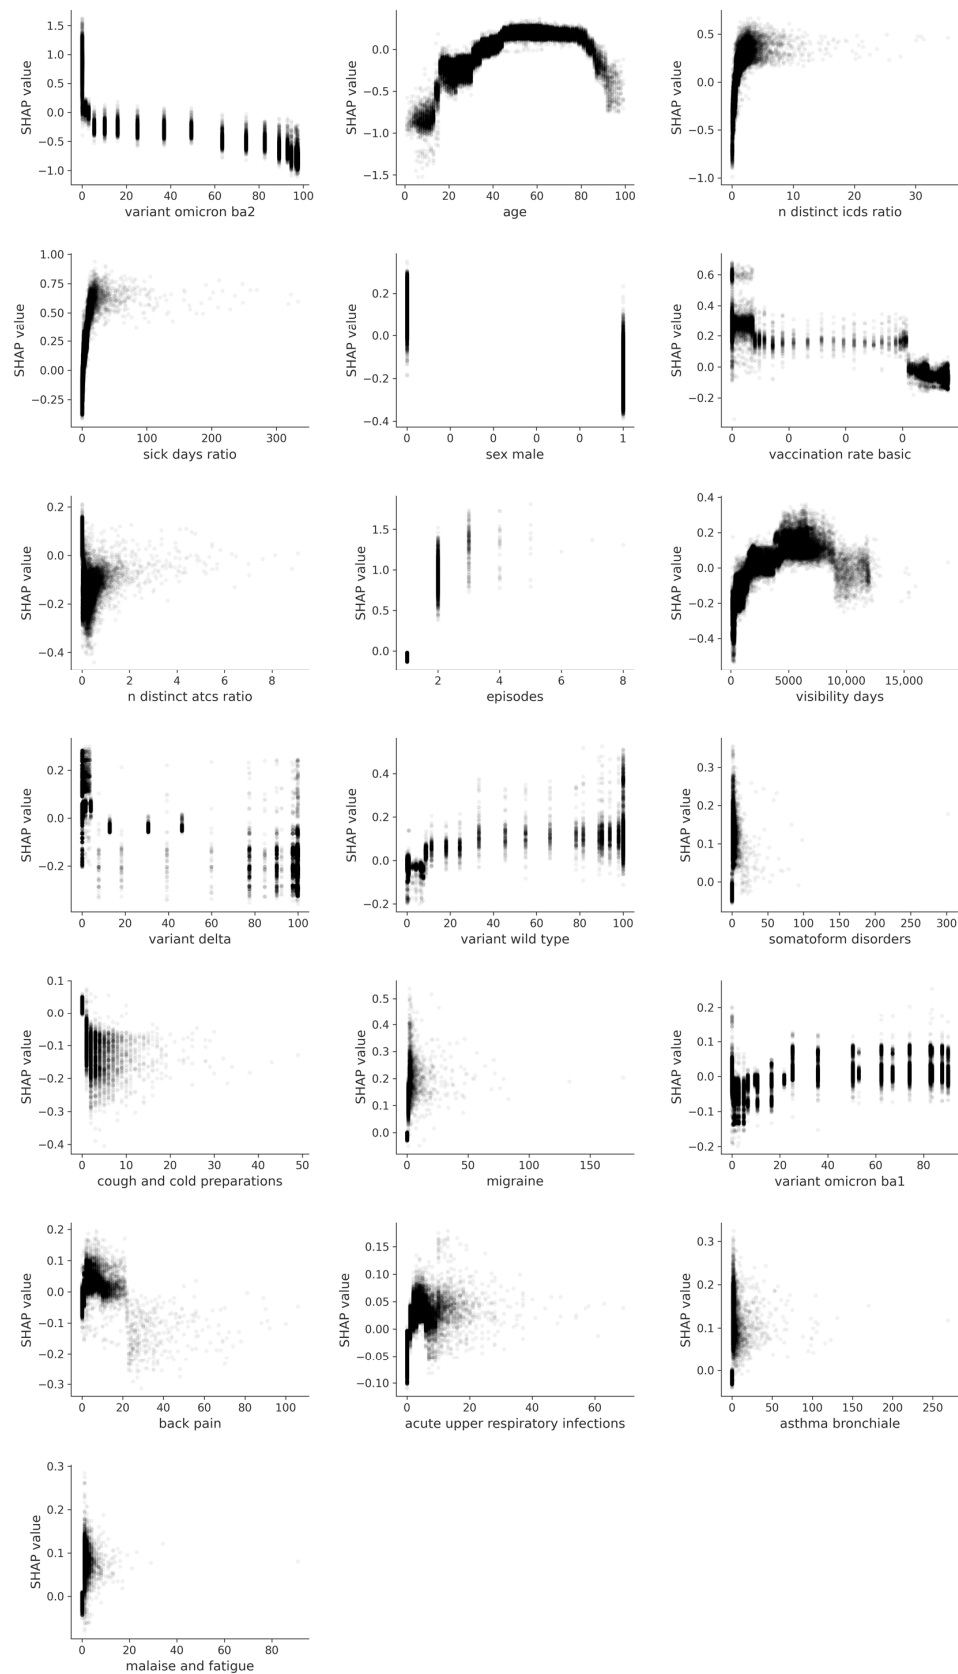 1.5
1.0
0.5
0.0
−0.5
−1.0
SHAP value
0 20 40 60 80 100
variant omicron ba2
0.0
−0.5
−1.0
−1.5
SHAP value
0 20 40 60 80 100
age
0.5
0.0
−0.5
−1.0
SHAP value
0 10 20 30
n distinct icds ratio
1.00
0.75
0.50
0.25
0.00
−0.25
SHAP value
0 100 200 300
sick days ratio
0.2
0.0
−0.2
−0.4
SHAP value
0 0 0 0 0 1
sex male
0.6
0.4
0.2
0.0
−0.2
SHAP value
0 0 0 0
vaccination rate basic
0.2
0.0
−0.2
−0.4
SHAP value
0 2 4 6 8
n distinct atcs ratio
1.5
1.0
0.5
0.0
SHAP value
2 4 6 8
episodes
0.4
0.2
0.0
−0.2
−0.4
SHAP value
0 5000 10,000 15,000
visibility days
0.2
0.0
−0.2
SHAP value
0 20 40 60 80 100
variant delta
0.4
0.2
0.0
−0.2
SHAP value
0 20 40 60 80 100
variant wild type
0.3
0.2
0.1
0.0
SHAP value
0 50 100 150 200 250 300
somatoform disorders
0.1
0.0
−0.1
−0.2
−0.3
−0.4
SHAP value
0 10 20 30 40 50
cough and cold preparations
0.5
0.4
0.3
0.2
0.1
0.0
SHAP value
0 50 100 150
migraine
0.2
0.1
0.0
−0.1
−0.2
SHAP value
0 20 40 60 80
variant omicron ba1
0.2
0.1
0.0
−0.1
−0.2
−0.3
SHAP value
0 20 40 60 80 100
back pain
0.15
0.10
0.05
0.00
−0.05
−0.10
SHAP value
0 20 40 60
acute upper respiratory infections
0.3
0.2
0.1
0.0
SHAP value
0 50 100 150 200 250
asthma bronchiale
0.3
0.2
0.1
0.0
SHAP value
0 20 40 60 80
malaise and fatigue